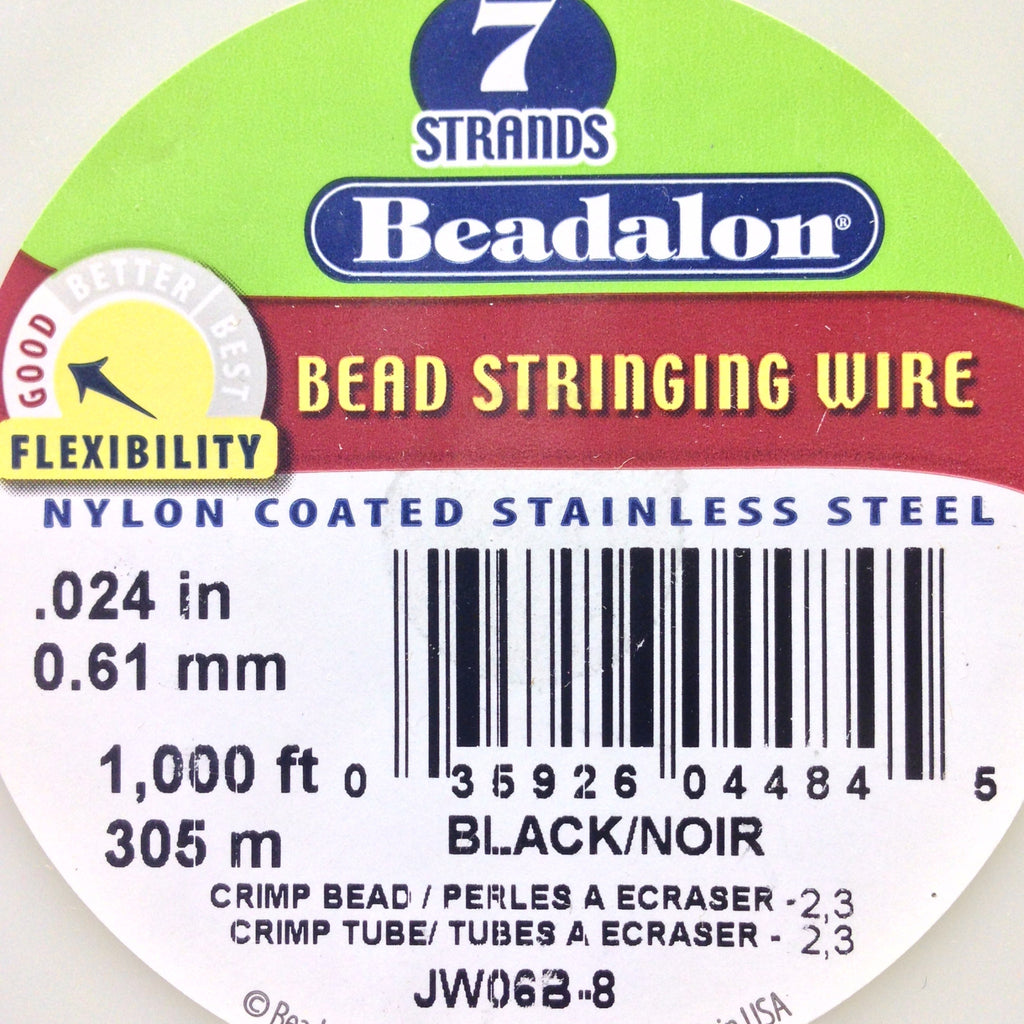 7
STRANDS
Beadalon®
GOOD BETTER BEST
FLEXIBILITY
BEAD STRINGING WIRE
NYLON COATED STAINLESS STEEL
.024 in
0.61 mm
1,000 ft
305 m
0 35926 04484 5
BLACK/NOIR
CRIMP BEAD / PERLES A ECRASER -2,3
CRIMP TUBE/ TUBES A ECRASER - 2,3
JW06B-8
©
USA